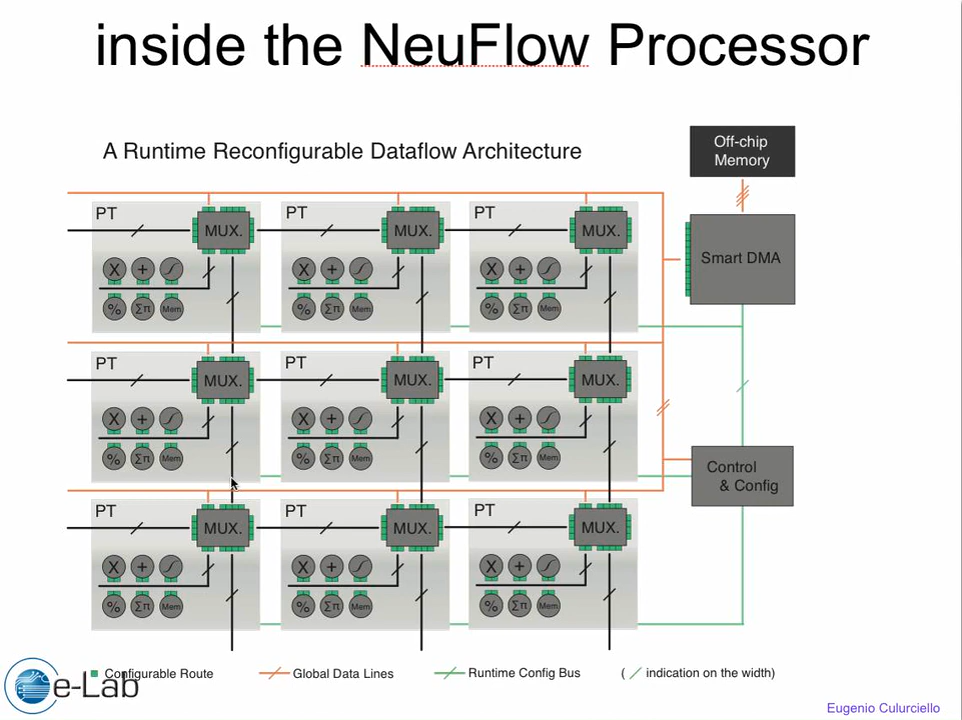 inside the NeuFlow Processor
A Runtime Reconfigurable Dataflow Architecture
Off-chip
Memory
PT
MUX.
X + ∫
% Σπ Mem
PT
MUX.
X + ∫
% Σπ Mem
PT
MUX.
X + ∫
% Σπ Mem
Smart DMA
PT
MUX.
X + ∫
% Σπ Mem
PT
MUX.
X + ∫
% Σπ Mem
PT
MUX.
X + ∫
% Σπ Mem
Control
& Config
PT
MUX.
X + ∫
% Σπ Mem
PT
MUX.
X + ∫
% Σπ Mem
PT
MUX.
X + ∫
% Σπ Mem
Configurable Route
Global Data Lines
Runtime Config Bus
( indication on the width)
e-Lab
Eugenio Culurciello